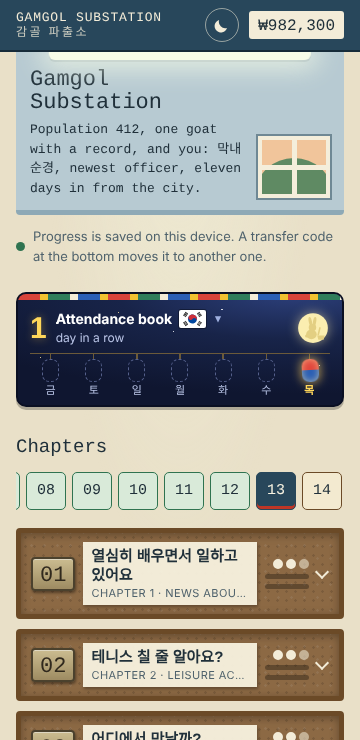 GAMGOL SUBSTATION
감골 파출소
₩982,300
Gamgol
Substation
Population 412, one goat
with a record, and you: 막내
순경, newest officer, eleven
days in from the city.
Progress is saved on this device. A transfer code
at the bottom moves it to another one.
1 Attendance book
day in a row
금 토 일 월 화 수 목
Chapters
08 09 10 11 12 13 14
01
열심히 배우면서 일하고
있어요
CHAPTER 1 · NEWS ABOU…
02
테니스 칠 줄 알아요?
CHAPTER 2 · LEISURE AC…
어디에서 만날까?